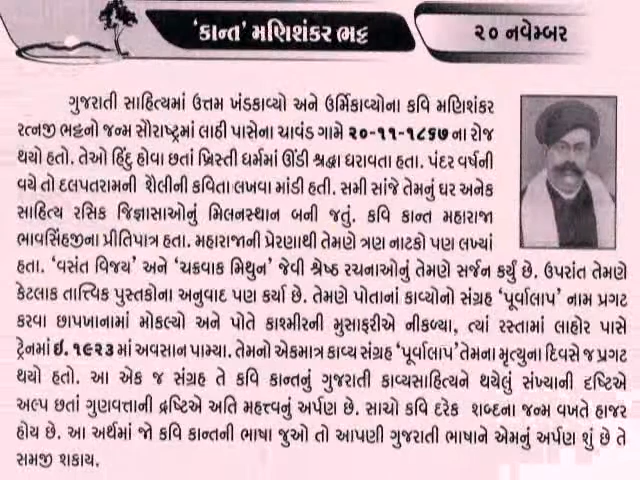 'કાન્ત' મણિશંકર ભટ્ટ
૨૦ નવેમ્બર
ગુજરાતી સાહિત્યમાં ઉત્તમ ખંડકાવ્યો અને ઉર્મિકાવ્યોના કવિ મણિશંકર
રત્નજી ભટ્ટનો જન્મ સૌરાષ્ટ્રમાં લાઠી પાસેના ચાવંડ ગામે ૨૦-૧૧-૧૮૬૭ ના રોજ
થયો હતો. તેઓ હિંદુ હોવા છતાં ખ્રિસ્તી ધર્મમાં ઊંડી શ્રદ્ધા ધરાવતા હતા. પંદર વર્ષની
વયે તો દલપતરામની શૈલીની કવિતા લખવા માંડી હતી. સમી સાંજે તેમનું ઘર અનેક
સાહિત્ય રસિક જિજ્ઞાસાઓનું મિલનસ્થાન બની જતું. કવિ કાન્ત મહારાજા
ભાવસિંહજીના પ્રીતિપાત્ર હતા. મહારાજાની પ્રેરણાથી તેમણે ત્રણ નાટકો પણ લખ્યાં
હતા. 'વસંત વિજય' અને 'ચક્રવાક મિથુન' જેવી શ્રેષ્ઠ રચનાઓનું તેમણે સર્જન કર્યું છે. ઉપરાંત તેમણે
કેટલાક તાત્ત્વિક પુસ્તકોના અનુવાદ પણ કર્યા છે. તેમણે પોતાનાં કાવ્યોનો સંગ્રહ 'પૂર્વાલાપ' નામ પ્રગટ
કરવા છાપખાનામાં મોકલ્યો અને પોતે કાશ્મીરની મુસાફરીએ નીકળ્યા, ત્યાં રસ્તામાં લાહોર પાસે
ટ્રેનમાં ઇ. ૧૯૨૩ માં અવસાન પામ્યા. તેમનો એકમાત્ર કાવ્ય સંગ્રહ 'પૂર્વાલાપ' તેમના મૃત્યુના દિવસે જ પ્રગટ
થયો હતો. આ એક જ સંગ્રહ તે કવિ કાન્તનું ગુજરાતી કાવ્યસાહિત્યને થયેલું સંખ્યાની દૃષ્ટિએ
અલ્પ છતાં ગુણવત્તાની દ્રષ્ટિએ અતિ મહત્ત્વનું અર્પણ છે. સાચો કવિ દરેક શબ્દના જન્મ વખતે હાજર
હોય છે. આ અર્થમાં જો કવિ કાન્તની ભાષા જુઓ તો આપણી ગુજરાતી ભાષાને એમનું અર્પણ શું છે તે
સમજી શકાય.